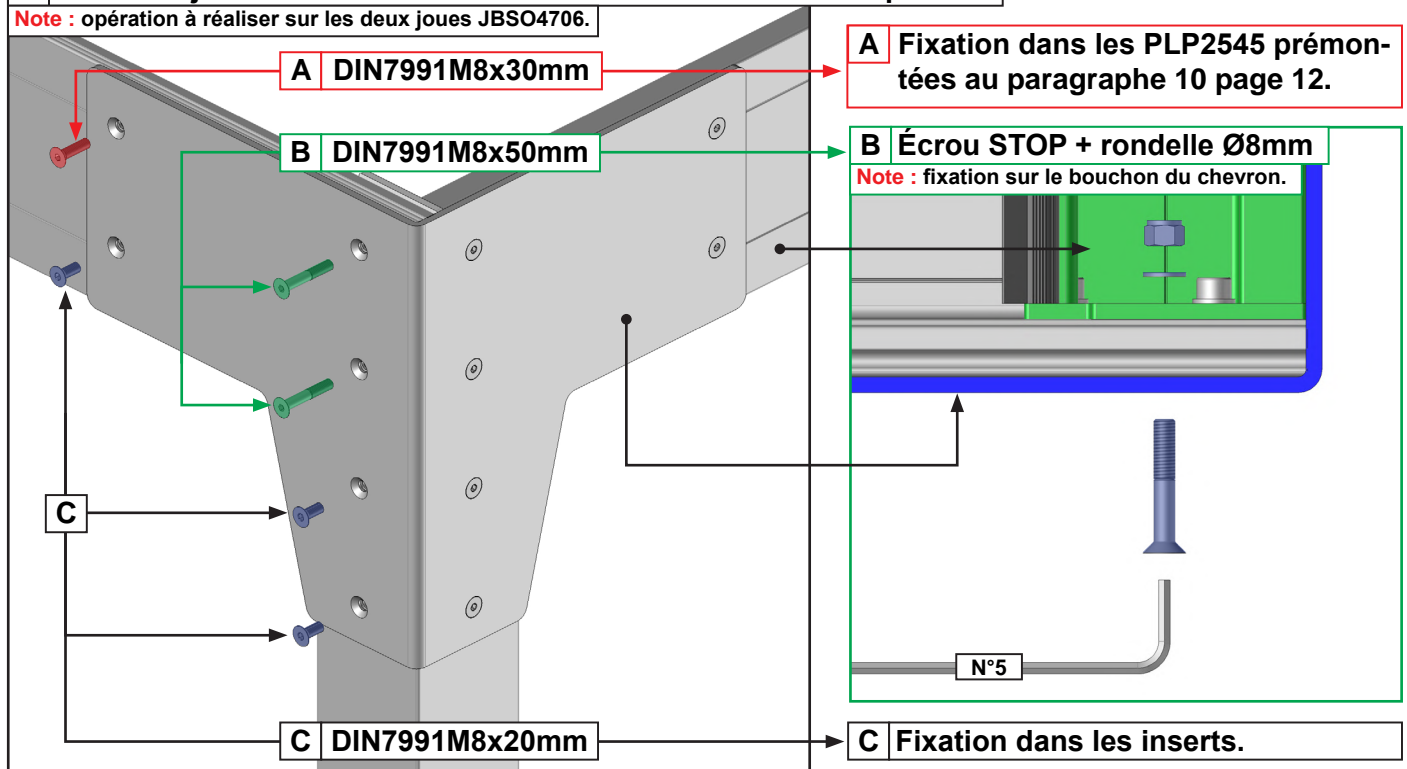 Note : opération à réaliser sur les deux joues JBSO4706.
A DIN7991M8x30mm
A Fixation dans les PLP2545 prémon-
tées au paragraphe 10 page 12.
B DIN7991M8x50mm
B Écrou STOP + rondelle Ø8mm
Note : fixation sur le bouchon du chevron.
C
N°5
C DIN7991M8x20mm
C Fixation dans les inserts.